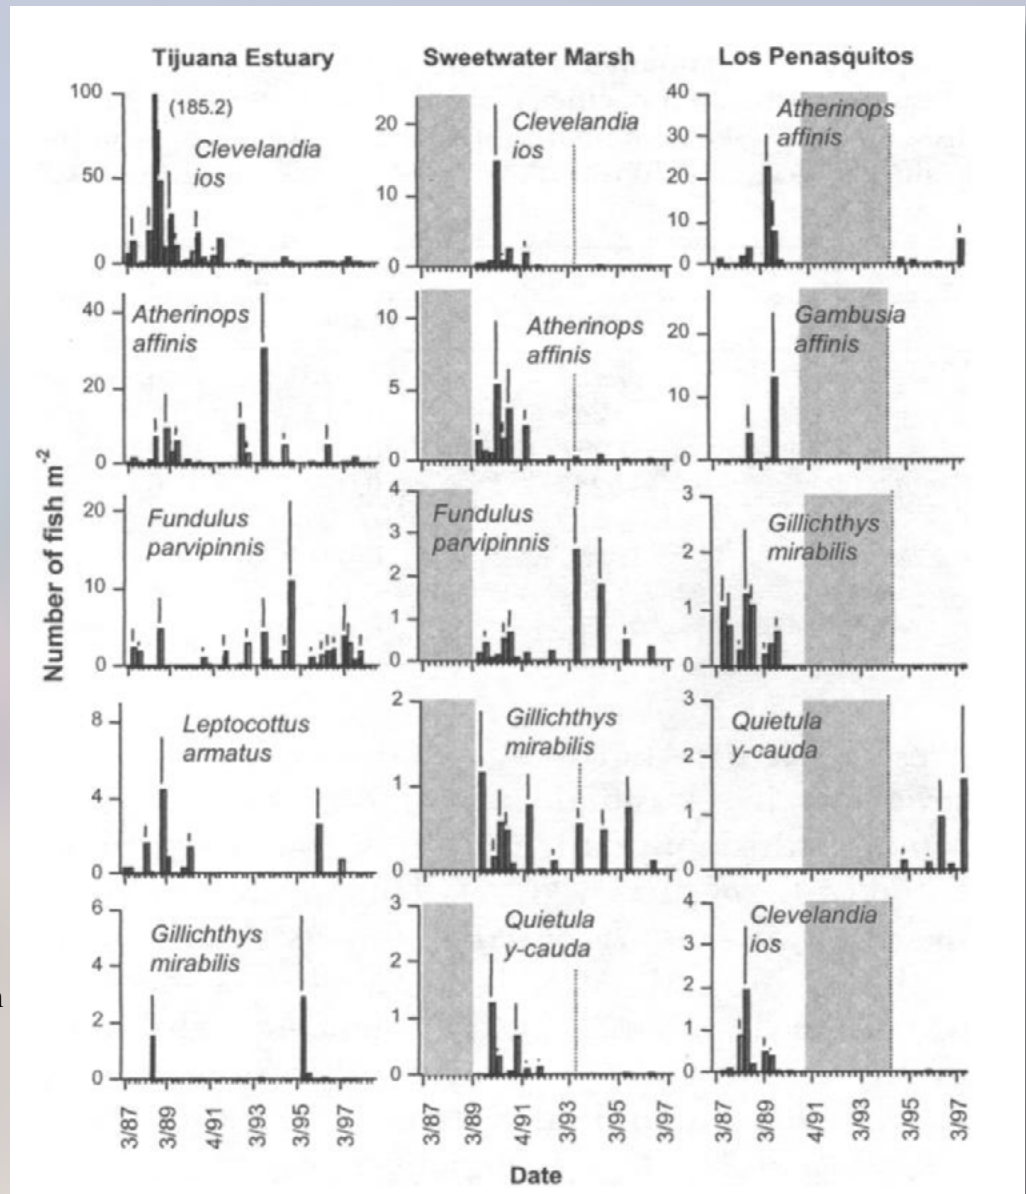 Tijuana Estuary
Sweetwater Marsh
Los Penasquitos
Number of fish m-2
100
50
0
(185.2)
Clevelandia
ios
20
10
0
Clevelandia
ios
40
30
20
10
0
Atherinops
affinis
40
20
0
Atherinops
affinis
10
5
0
Atherinops
affinis
20
10
0
Gambusia
affinis
20
10
0
Fundulus
parvipinnis
4
3
2
1
0
Fundulus
parvipinnis
3
2
1
0
Gillichthys
mirabilis
8
4
0
Leptocottus
armatus
2
1
0
Gillichthys
mirabilis
3
2
1
0
Quietula
y-cauda
6
4
2
0
Gillichthys
mirabilis
3
2
1
0
Quietula
y-cauda
4
3
2
1
0
Clevelandia
ios
3/87
3/89
4/91
3/93
3/95
3/97
3/87
3/89
4/91
3/93
3/95
3/97
3/87
3/89
4/91
3/93
3/95
3/97
Date